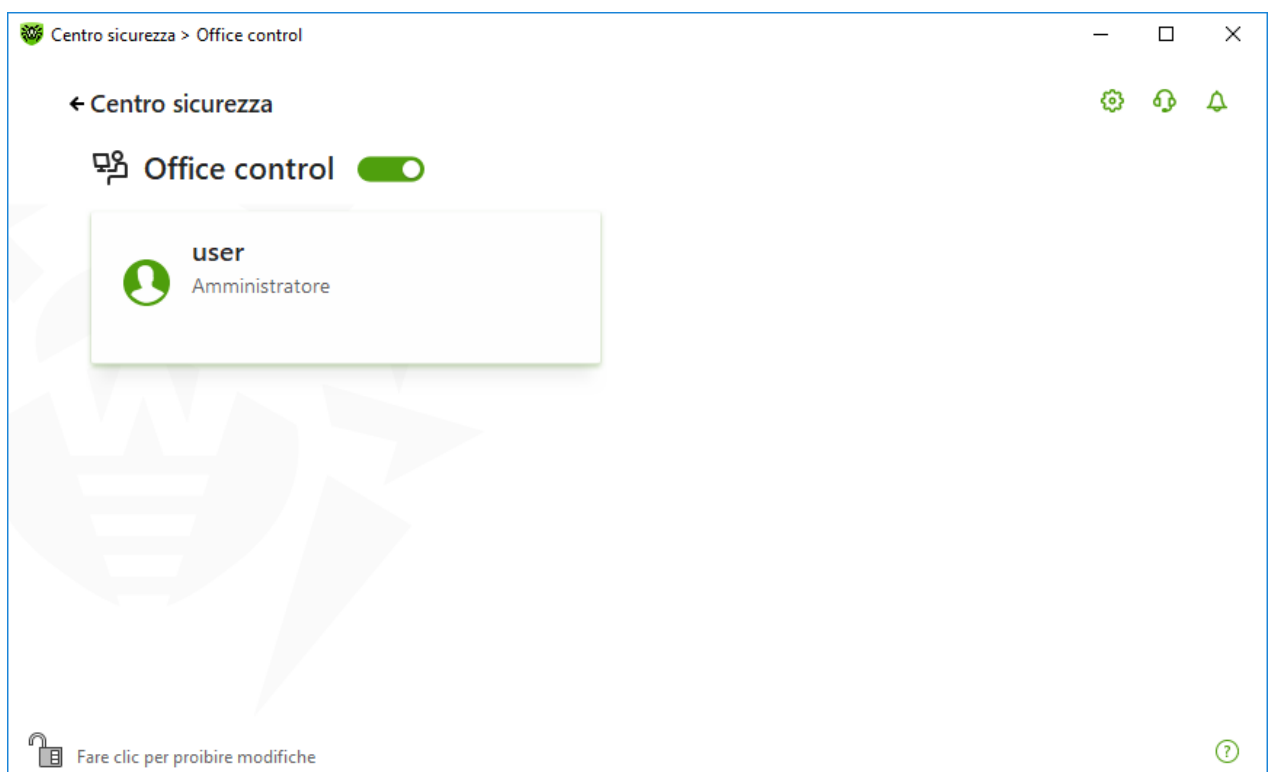 Centro sicurezza > Office control
Centro sicurezza
Office control
user
Amministratore
Fare clic per proibire modifiche
?